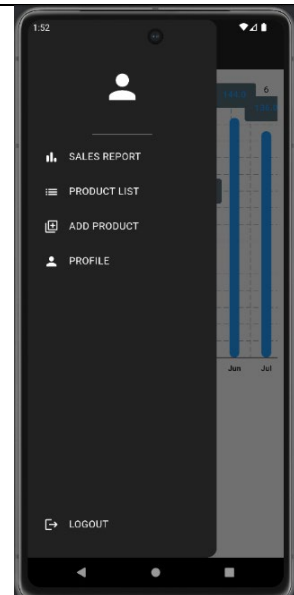 1:52
6
SALES REPORT
PRODUCT LIST
ADD PRODUCT
PROFILE
Jun Jul
LOGOUT